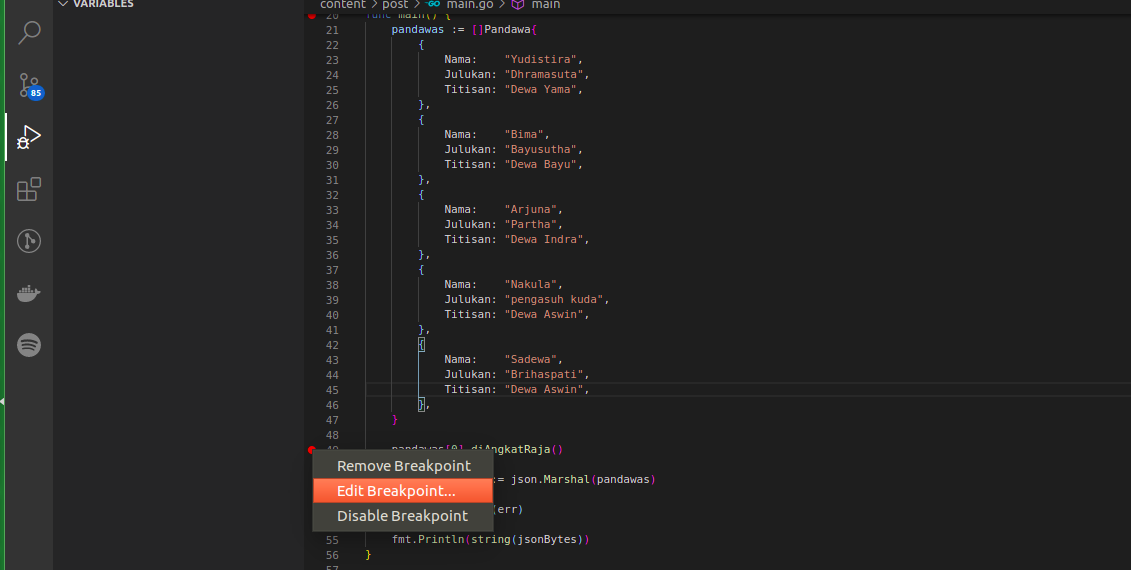 VARIABLES
content > post > main.go > main
20 func main() {
21 pandawas := []Pandawa{
22 {
23 Nama: "Yudistira",
24 Julukan: "Dhramasuta",
25 Titisan: "Dewa Yama",
26 },
27 {
28 Nama: "Bima",
29 Julukan: "Bayusutha",
30 Titisan: "Dewa Bayu",
31 },
32 {
33 Nama: "Arjuna",
34 Julukan: "Partha",
35 Titisan: "Dewa Indra",
36 },
37 {
38 Nama: "Nakula",
39 Julukan: "pengasuh kuda",
40 Titisan: "Dewa Aswin",
41 },
42 {
43 Nama: "Sadewa",
44 Julukan: "Brihaspati",
45 Titisan: "Dewa Aswin",
46 },
47 }
48
49 pandawas[0].diAngkatRaja()
Remove Breakpoint
:= json.Marshal(pandawas)
Edit Breakpoint...
(err)
Disable Breakpoint
55 fmt.Println(string(jsonBytes))
56 }
57
85